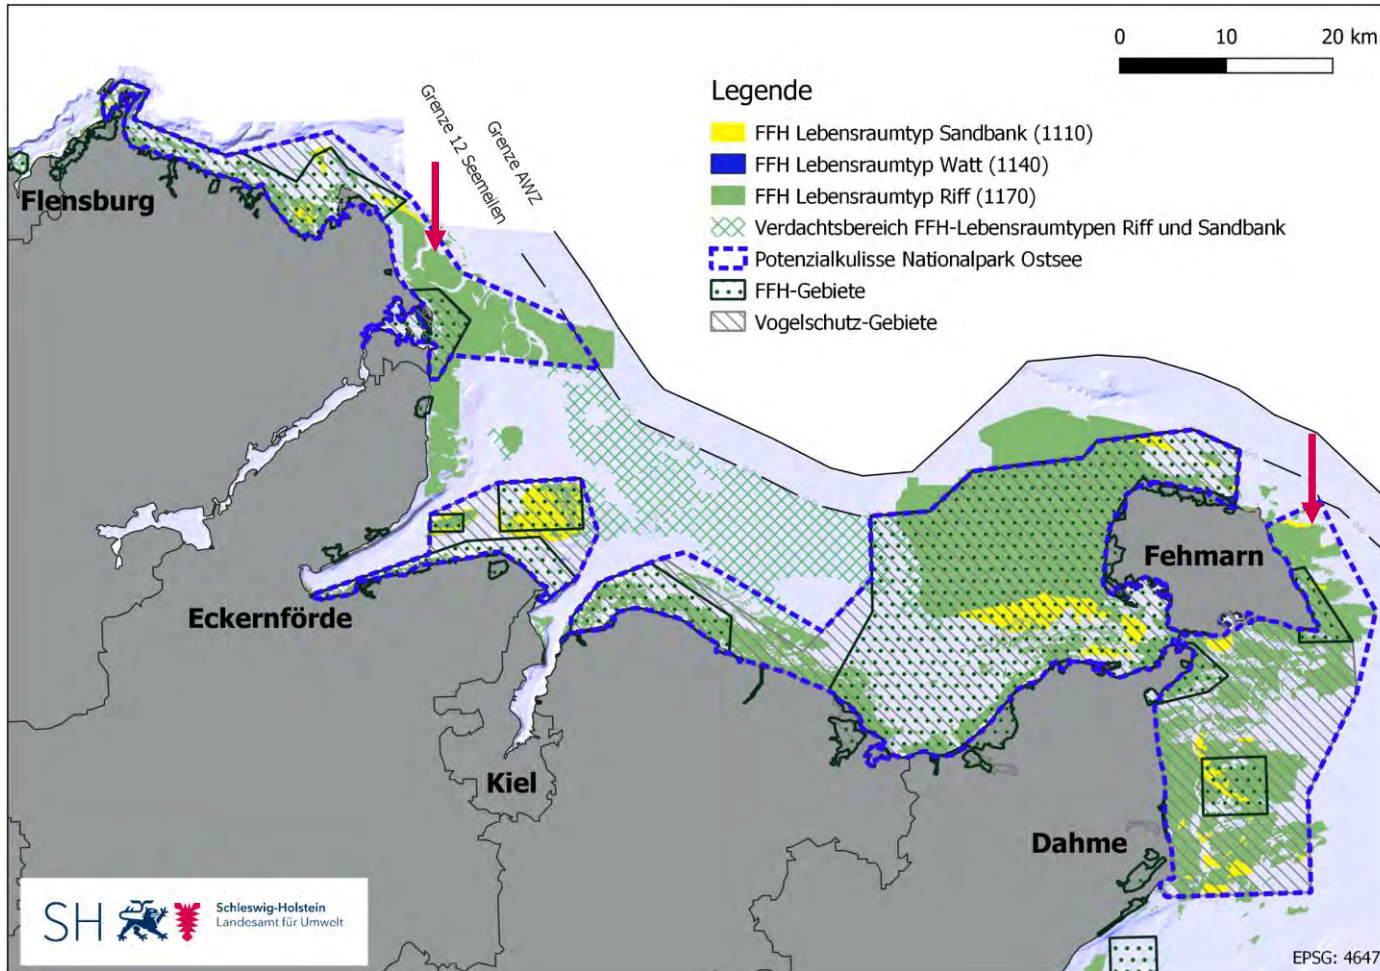 0 10 20 km
Legende
FFH Lebensraumtyp Sandbank (1110)
FFH Lebensraumtyp Watt (1140)
FFH Lebensraumtyp Riff (1170)
Verdachtsbereich FFH-Lebensraumtypen Riff und Sandbank
Potenzialkulisse Nationalpark Ostsee
FFH-Gebiete
Vogelschutz-Gebiete
Grenze 12 Seemeilen
Grenze AWZ
Flensburg
Fehmarn
Eckernförde
Kiel
Dahme
SH
Schleswig-Holstein
Landesamt für Umwelt
EPSG: 4647